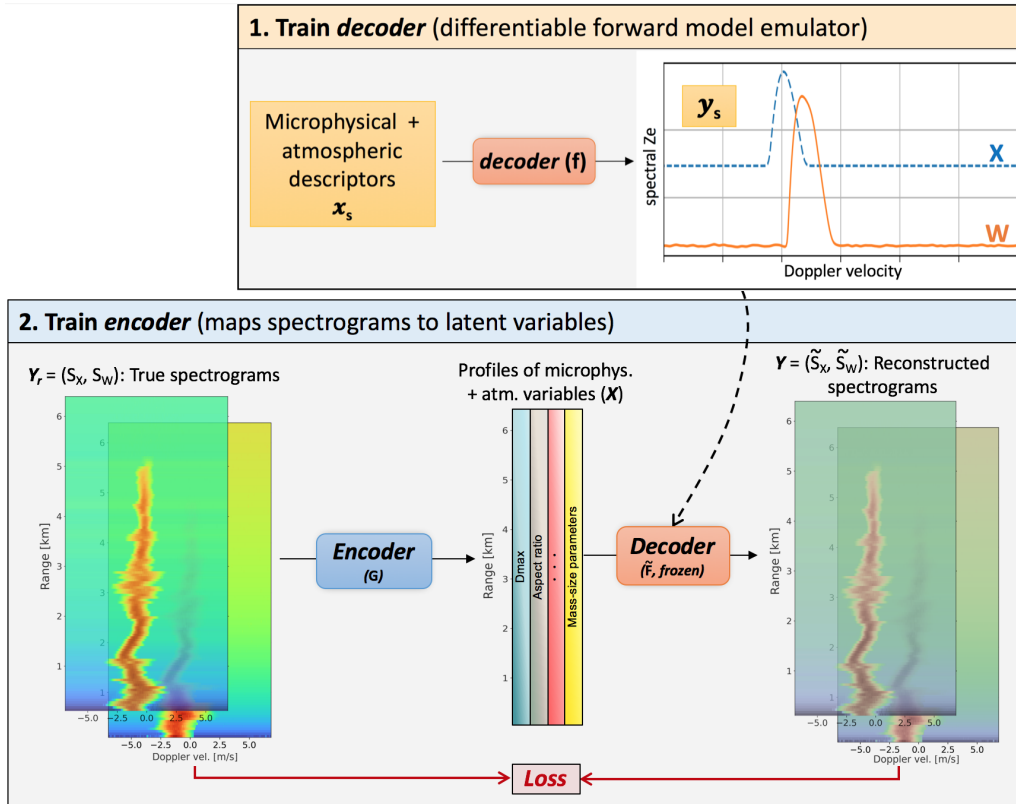 1. Train decoder (differentiable forward model emulator)
Microphysical +
atmospheric
descriptors
xₛ
decoder (f)
spectral Ze
yₛ
X
W
Doppler velocity
2. Train encoder (maps spectrograms to latent variables)
Yᵣ = (Sₓ, S_W): True spectrograms
Range [km]
6
5
4
3
2
1
6
5
4
3
2
1
−5.0 −2.5 0.0 2.5 5.0
−5.0 −2.5 0.0 2.5 5.0
Doppler vel. [m/s]
Encoder
(G)
Profiles of microphys.
+ atm. variables (X)
Range [km]
6
5
4
3
2
1
Dmax
Aspect ratio
...
Mass-size parameters
Decoder
(F̃, frozen)
Y = (S̃ₓ, S̃_W): Reconstructed
spectrograms
Range [km]
6
5
4
3
2
1
6
5
4
3
2
1
−5.0 −2.5 0.0 2.5 5.0
−5.0 −2.5 0.0 2.5 5.0
Doppler vel. [m/s]
Loss